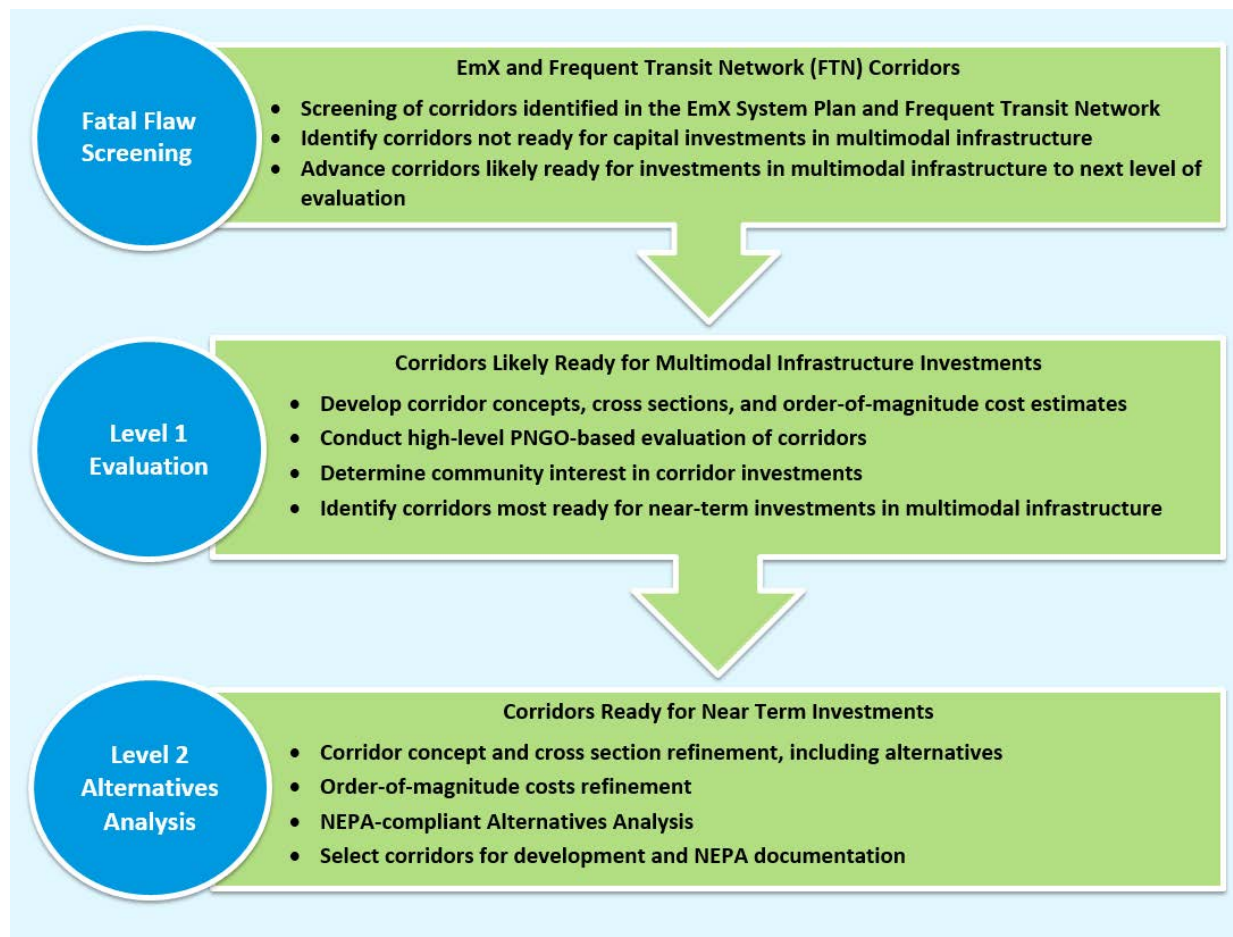 Fatal Flaw
Screening
EmX and Frequent Transit Network (FTN) Corridors
• Screening of corridors identified in the EmX System Plan and Frequent Transit Network
• Identify corridors not ready for capital investments in multimodal infrastructure
• Advance corridors likely ready for investments in multimodal infrastructure to next level of
evaluation
Level 1
Evaluation
Corridors Likely Ready for Multimodal Infrastructure Investments
• Develop corridor concepts, cross sections, and order-of-magnitude cost estimates
• Conduct high-level PNGO-based evaluation of corridors
• Determine community interest in corridor investments
• Identify corridors most ready for near-term investments in multimodal infrastructure
Level 2
Alternatives
Analysis
Corridors Ready for Near Term Investments
• Corridor concept and cross section refinement, including alternatives
• Order-of-magnitude costs refinement
• NEPA-compliant Alternatives Analysis
• Select corridors for development and NEPA documentation